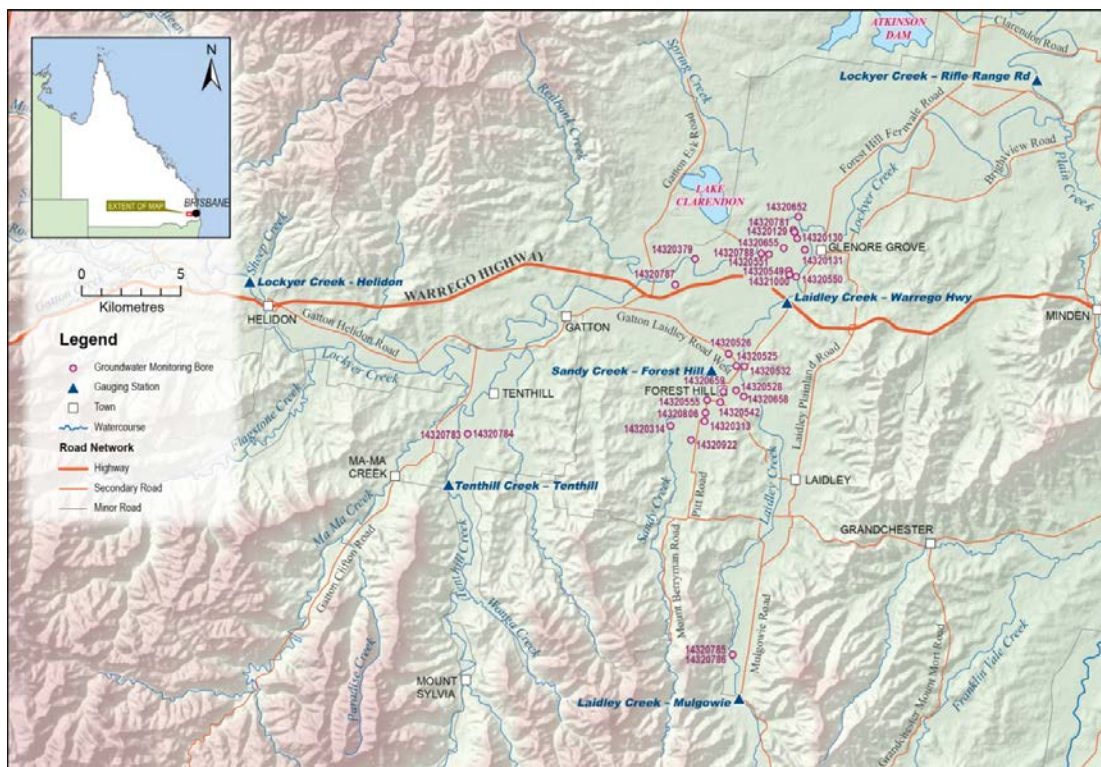 N
BRISBANE
EXTENT OF MAP
0 5
Kilometres
Legend
Groundwater Monitoring Bore
Gauging Station
Town
Watercourse
Road Network
Highway
Secondary Road
Minor Road
ATKINSON
DAM
Clarendon Road
Lockyer Creek – Rifle Range Rd
Spring Creek
Redbank Creek
Gatton Esk Road
Forest Hill Fernvale Road
Brightview Road
Plain Creek
Lockyer Creek
LAKE
CLARENDON
14320652
14320781
14320129
14320130
14320655
GLENORE GROVE
14320379
14320788
14320551
14320131
14320787
14320549
14321000
14320550
Sheep Creek
Lockyer Creek - Helidon
WARREGO HIGHWAY
Laidley Creek – Warrego Hwy
HELIDON
GATTON
MINDEN
Gatton Helidon Road
Gatton Laidley Road West
Lockyer Creek
14320526
14320525
14320532
Sandy Creek – Forest Hill
Laidley Plainland Road
14320659
FOREST HILL
14320528
14320658
TENTHILL
14320555
14320542
Flagstone Creek
14320806
14320314
14320313
14320783
14320784
14320922
MA-MA
CREEK
LAIDLEY
Tenthill Creek – Tenthill
Pitt Road
Laidley Creek
Sandy Creek
Ma Ma Creek
Gatton Clifton Road
GRANDCHESTER
Mount Berryman Road
Tenthill Creek
Wonga Creek
Paradise Creek
Mulgowie Road
Grandchester Mount Mort Road
Franklin Vale Creek
14320785
14320786
MOUNT
SYLVIA
Laidley Creek – Mulgowie